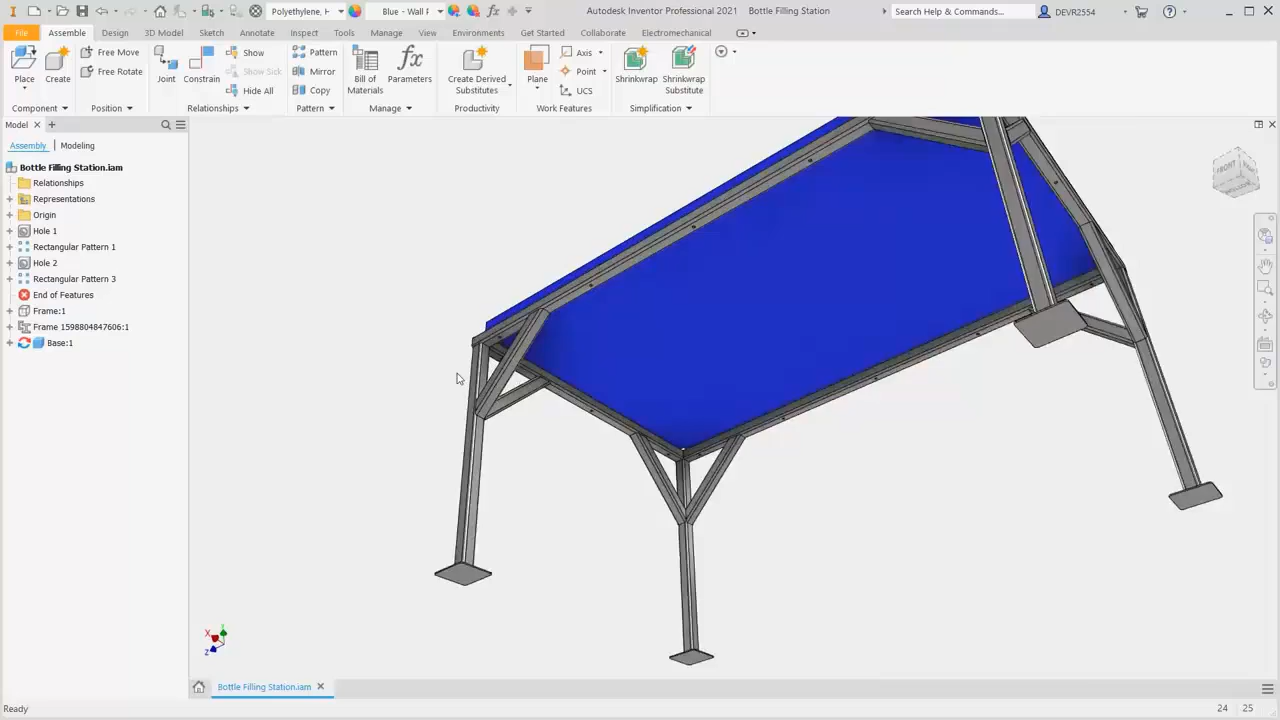 Polyethylene, H
Blue - Wall P
Autodesk Inventor Professional 2021 Bottle Filling Station
Search Help & Commands...
DEVR2554
File Assemble Design 3D Model Sketch Annotate Inspect Tools Manage View Environments Get Started Collaborate Electromechanical
Place
Create
Component
Free Move
Free Rotate
Position
Joint
Constrain
Show
Show Sick
Hide All
Relationships
Pattern
Mirror
Copy
Pattern
Bill of
Materials
Parameters
Manage
Create Derived
Substitutes
Productivity
Plane
Axis
Point
UCS
Work Features
Shrinkwrap
Shrinkwrap
Substitute
Simplification
Model
Assembly Modeling
Bottle Filling Station.iam
Relationships
Representations
Origin
Hole 1
Rectangular Pattern 1
Hole 2
Rectangular Pattern 3
End of Features
Frame:1
Frame 1598804847606:1
Base:1
FRONT
X
Y
Z
Bottle Filling Station.iam
Ready
24 25